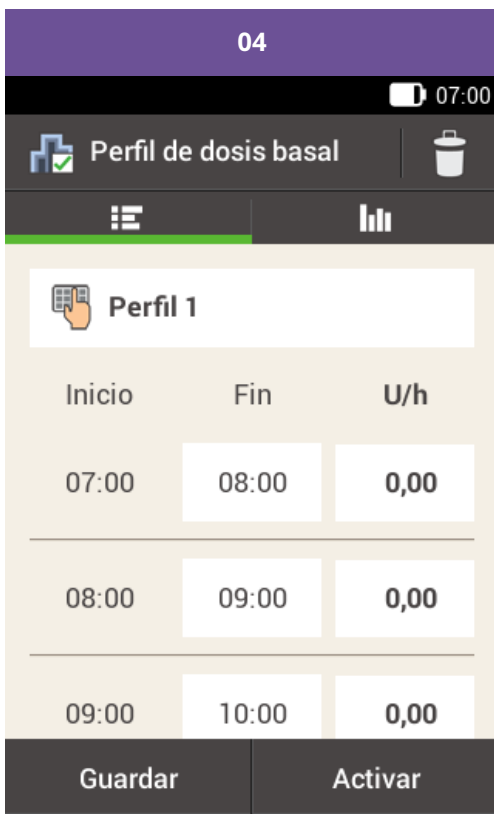 04
07:00
Perfil de dosis basal
Perfil 1
Inicio Fin U/h
07:00 08:00 0,00
08:00 09:00 0,00
09:00 10:00 0,00
Guardar Activar